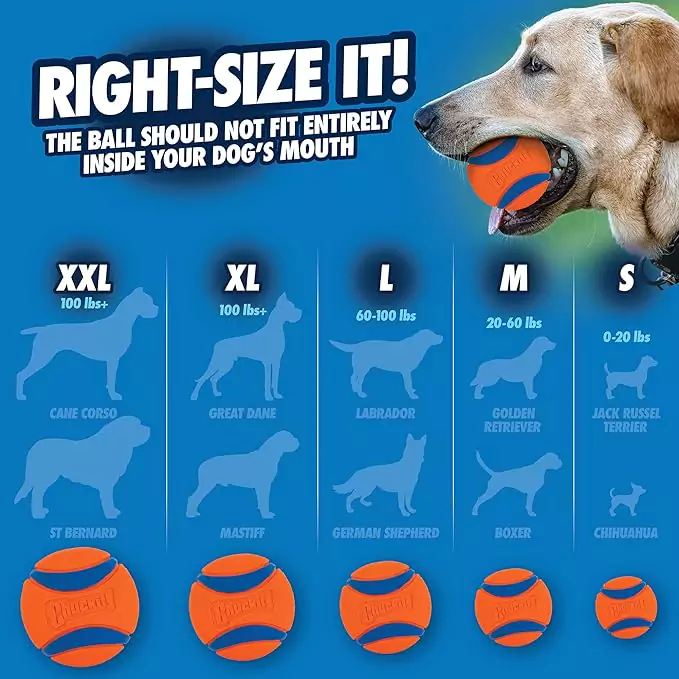 RIGHT-SIZE IT!
THE BALL SHOULD NOT FIT ENTIRELY
INSIDE YOUR DOG'S MOUTH
CHUCKIT!
XXL
100 lbs+
XL
100 lbs+
L
60-100 lbs
M
20-60 lbs
S
0-20 lbs
CANE CORSO
GREAT DANE
LABRADOR
GOLDEN
RETRIEVER
JACK RUSSEL
TERRIER
ST BERNARD
MASTIFF
GERMAN SHEPHERD
BOXER
CHIHUAHUA
CHUCKIT!
CHUCKIT!
CHUCKIT!
CHUCKIT!
CHUCKIT!